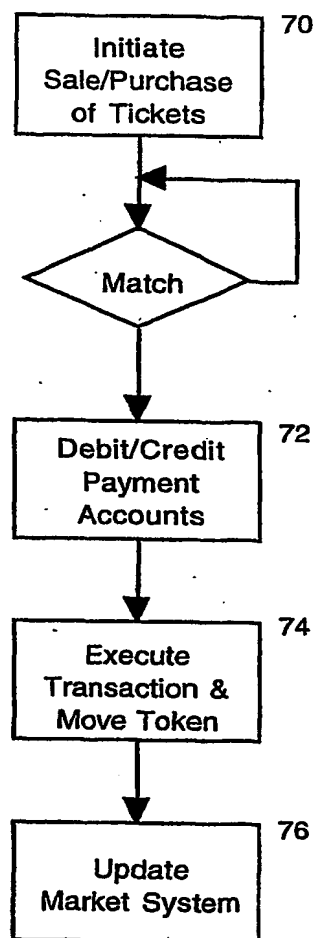 70
Initiate
Sale/Purchase
of Tickets
Match
72
Debit/Credit
Payment
Accounts
74
Execute
Transaction &
Move Token
76
Update
Market System